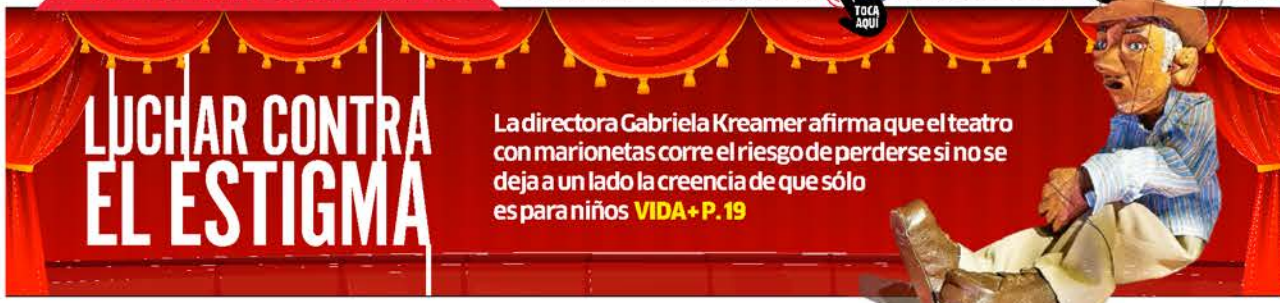 TOCA
AQUÍ
LUCHAR CONTRA
EL ESTIGMA
La directora Gabriela Kreamer afirma que el teatro
con marionetas corre el riesgo de perderse si no se
deja a un lado la creencia de que sólo
es para niños VIDA+ P. 19